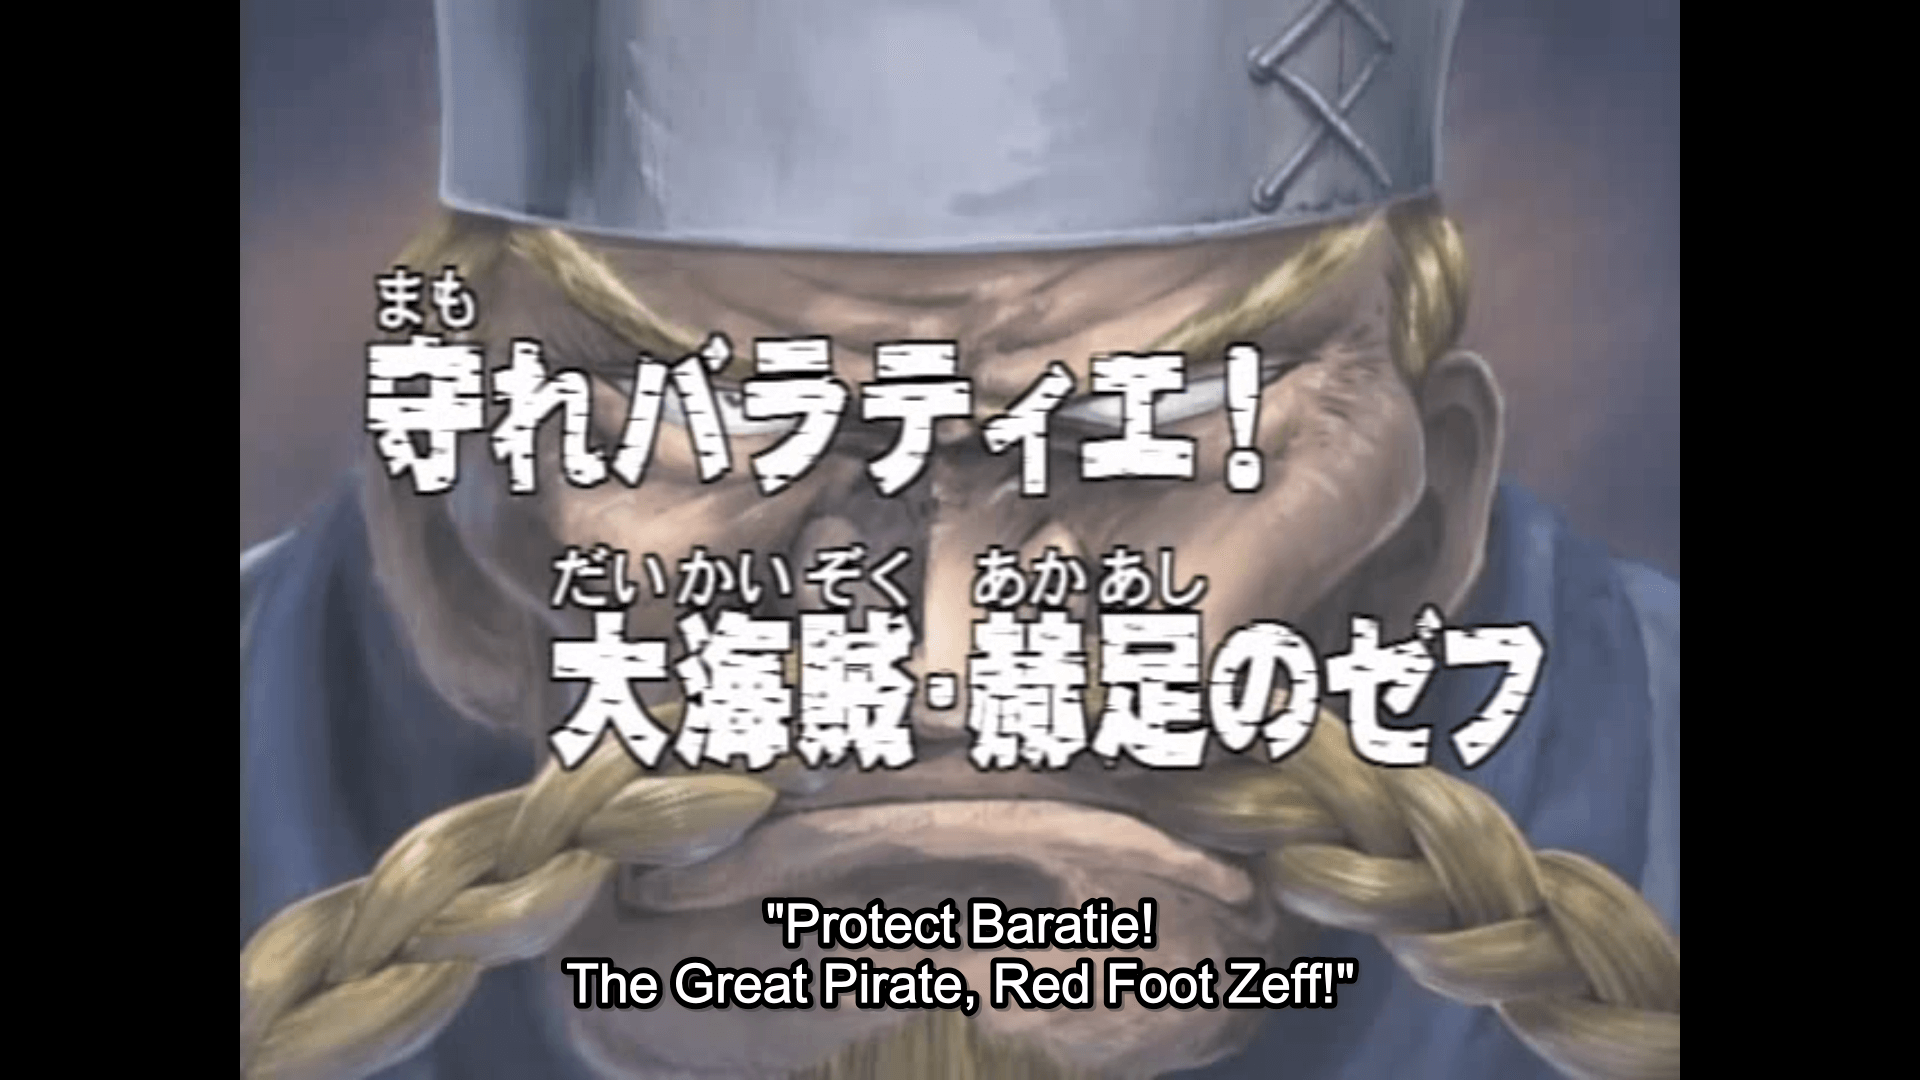 まも
守れバラティエ!
だいかいぞく あかあし
大海賊・赫足のゼフ
"Protect Baratie!
The Great Pirate, Red Foot Zeff!"